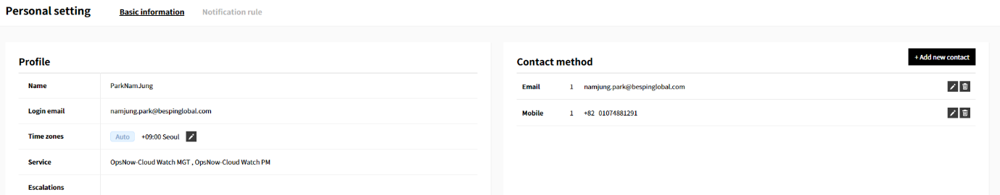 Personal setting Basic information Notification rule
Profile
Name ParkNamJung
Login email namjung.park@bespinglobal.com
Time zones Auto +09:00 Seoul
Service OpsNow-Cloud Watch MGT , OpsNow-Cloud Watch PM
Escalations
Contact method + Add new contact
Email 1 namjung.park@bespinglobal.com
Mobile 1 +82 01074881291